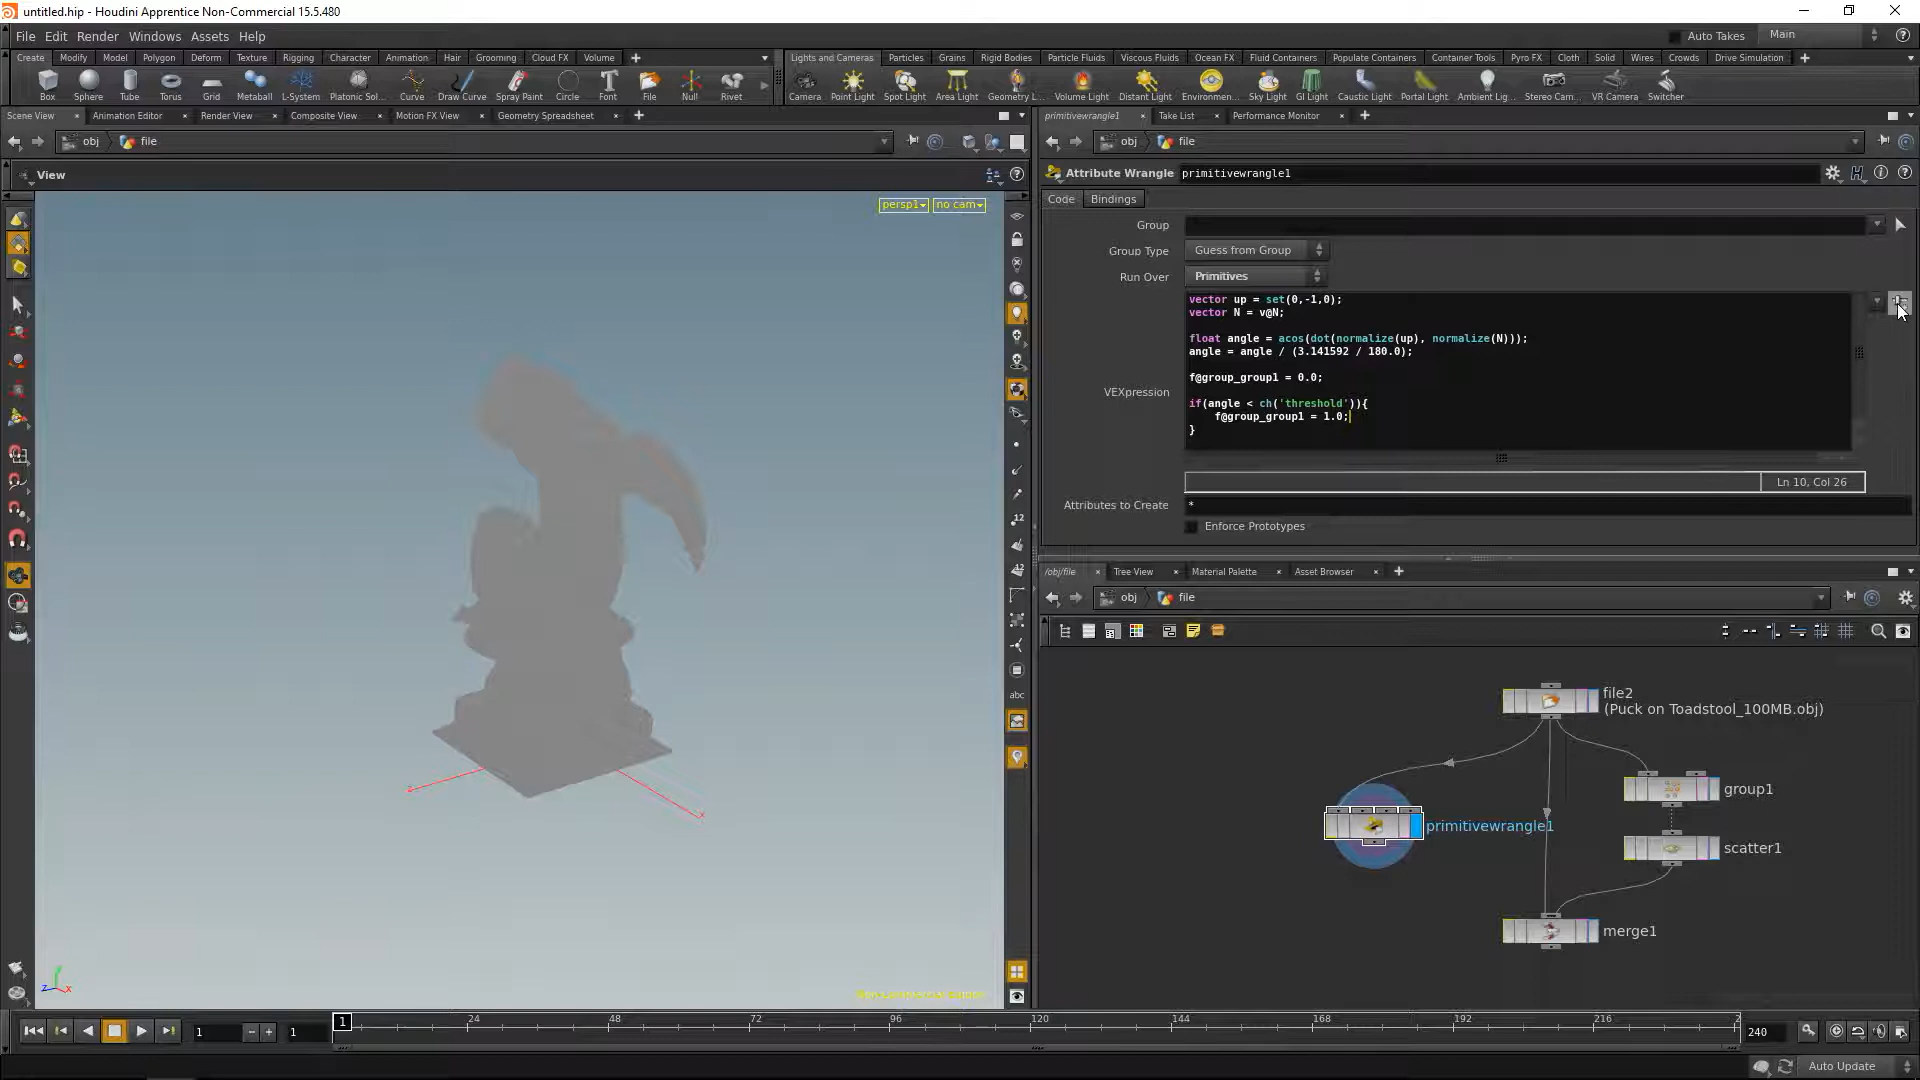 untitled.hip - Houdini Apprentice Non-Commercial 15.5.480
File Edit Render Windows Assets Help
Auto Takes Main
Create Modify Model Polygon Deform Texture Rigging Character Animation Hair Grooming Cloud FX Volume
Lights and Cameras Particles Grains Rigid Bodies Particle Fluids Viscous Fluids Ocean FX Fluid Containers Populate Containers Container Tools Pyro FX Cloth Solid Wires Crowds Drive Simulation
Box Sphere Tube Torus Grid Metaball L-System Platonic Sol... Curve Draw Curve Spray Paint Circle Font File Null Rivet
Camera Point Light Spot Light Area Light Geometry L... Volume Light Distant Light Environmen... Sky Light GI Light Caustic Light Portal Light Ambient Lig... Stereo Cam... VR Camera Switcher
Scene View Animation Editor Render View Composite View Motion FX View Geometry Spreadsheet
primitivewrangle1 Take List Performance Monitor
obj file
obj file
View
Attribute Wrangle primitivewrangle1
persp1 no cam
Code Bindings
Group
Group Type Guess from Group
Run Over Primitives
VEXpression
vector up = set(0,-1,0);
vector N = v@N;
float angle = acos(dot(normalize(up), normalize(N)));
angle = angle / (3.141592 / 180.0);
f@group_group1 = 0.0;
if(angle < ch('threshold')){
f@group_group1 = 1.0;
}
Ln 10, Col 26
Attributes to Create *
Enforce Prototypes
/obj/file Tree View Material Palette Asset Browser
obj file
file2
(Puck on Toadstool_100MB.obj)
group1
primitivewrangle1
scatter1
merge1
12
12
abc
x
z x
1 1 1 24 48 72 96 120 144 168 192 216 2 240
Auto Update